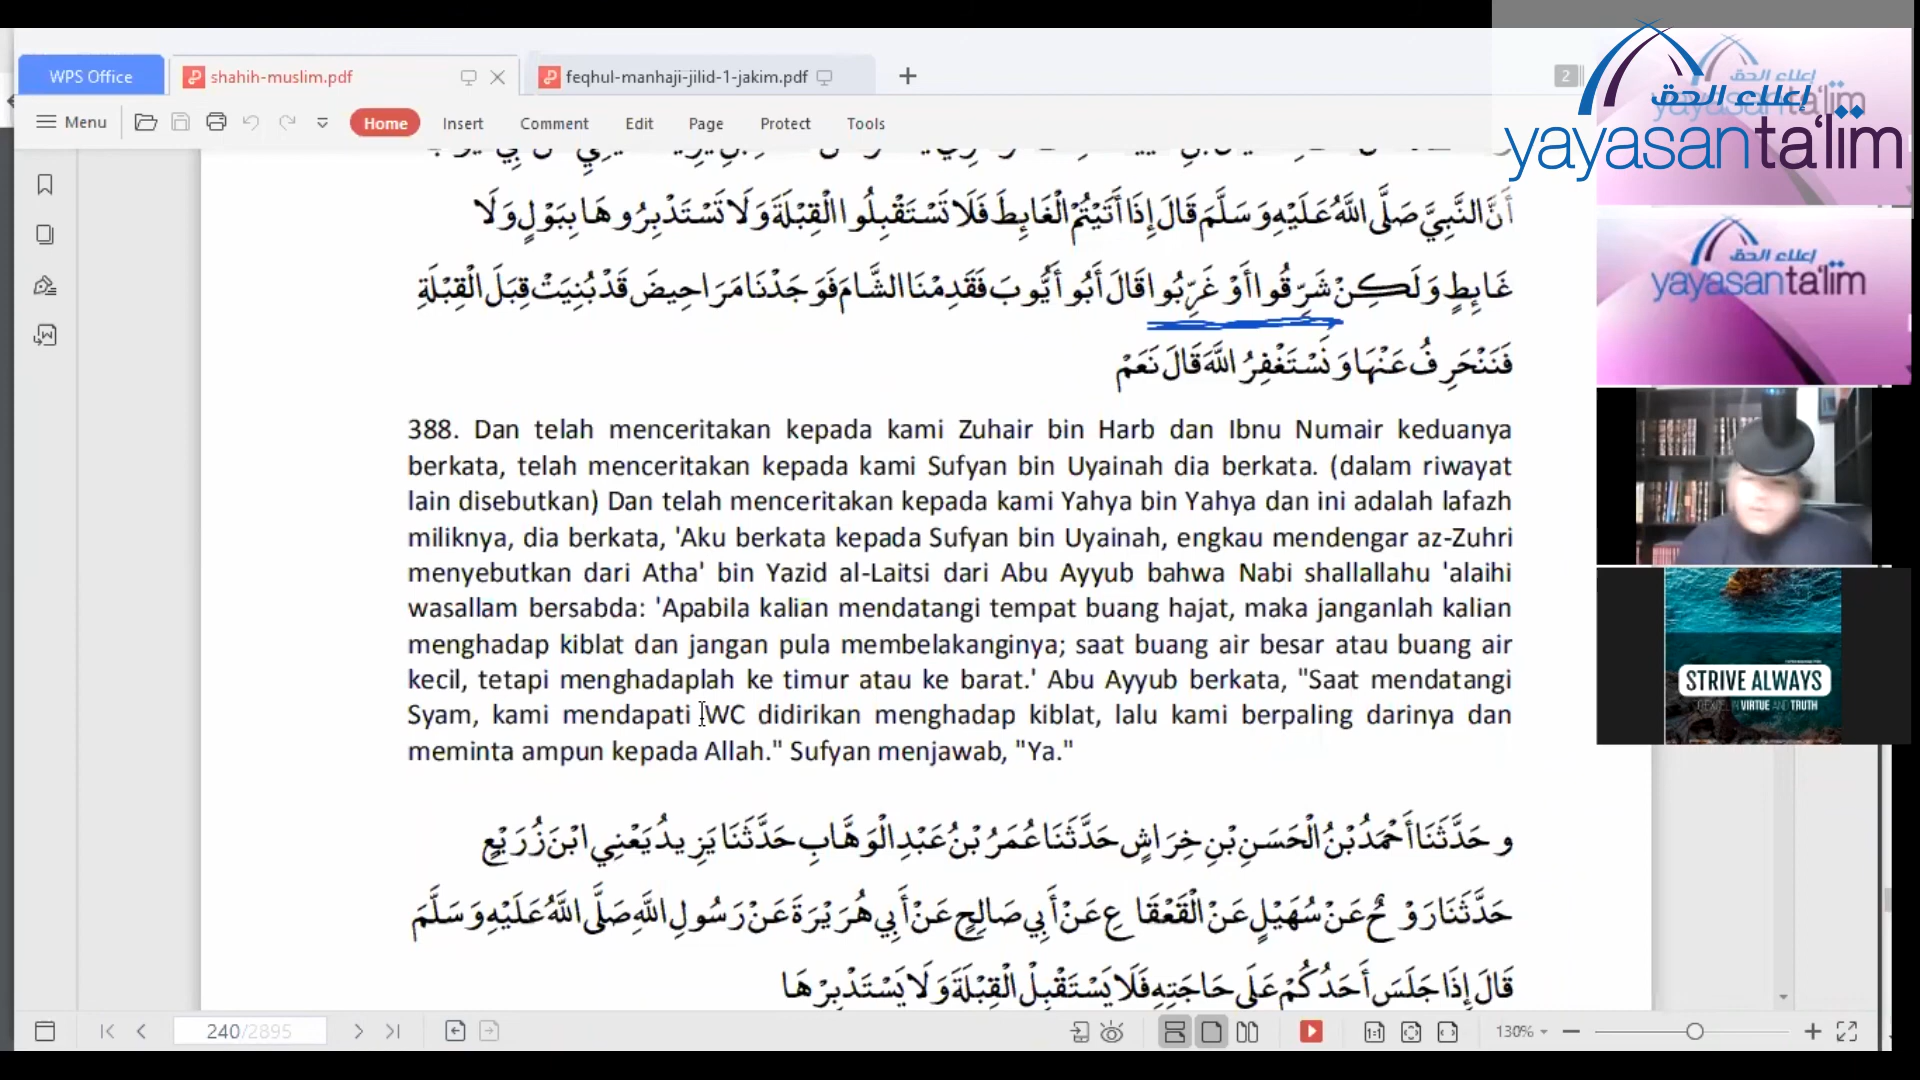 WPS Office
shahih-muslim.pdf
feqhul-manhaji-jilid-1-jakim.pdf
2
Menu
Home
Insert
Comment
Edit
Page
Protect
Tools
إعلاء الحق
yayasanta'lim
إعلاء الحق
yayasanta'lim
أَنَّ النَّبِيَّ صَلَّى اللَّهُ عَلَيْهِ وَسَلَّمَ قَالَ إِذَا أَتَيْتُمْ الْغَائِطَ فَلَا تَسْتَقْبِلُوا الْقِبْلَةَ وَلَا تَسْتَدْبِرُوهَا بِبَوْلٍ وَلَا
غَائِطٍ وَلَكِنْ شَرِّقُوا أَوْ غَرِّبُوا قَالَ أَبُو أَيُّوبَ فَقَدِمْنَا الشَّامَ فَوَجَدْنَا مَرَاحِيضَ قَدْ بُنِيَتْ قِبَلَ الْقِبْلَةِ
فَنَنْحَرِفُ عَنْهَا وَنَسْتَغْفِرُ اللَّهَ قَالَ نَعَمْ
388. Dan telah menceritakan kepada kami Zuhair bin Harb dan Ibnu Numair keduanya
berkata, telah menceritakan kepada kami Sufyan bin Uyainah dia berkata. (dalam riwayat
lain disebutkan) Dan telah menceritakan kepada kami Yahya bin Yahya dan ini adalah lafazh
miliknya, dia berkata, 'Aku berkata kepada Sufyan bin Uyainah, engkau mendengar az-Zuhri
menyebutkan dari Atha' bin Yazid al-Laitsi dari Abu Ayyub bahwa Nabi shallallahu 'alaihi
wasallam bersabda: 'Apabila kalian mendatangi tempat buang hajat, maka janganlah kalian
menghadap kiblat dan jangan pula membelakanginya; saat buang air besar atau buang air
kecil, tetapi menghadaplah ke timur atau ke barat.' Abu Ayyub berkata, "Saat mendatangi
Syam, kami mendapati WC didirikan menghadap kiblat, lalu kami berpaling darinya dan
meminta ampun kepada Allah." Sufyan menjawab, "Ya."
و حَدَّثَنَا أَحْمَدُ بْنُ الْحَسَنِ بْنِ خِرَاشٍ حَدَّثَنَا عُمَرُ بْنُ عَبْدِ الْوَهَّابِ حَدَّثَنَا يَزِيدُ يَعْنِي ابْنَ زُرَيْعٍ
حَدَّثَنَا رَوْحٌ عَنْ سُهَيْلٍ عَنْ الْقَعْقَاعِ عَنْ أَبِي صَالِحٍ عَنْ أَبِي هُرَيْرَةَ عَنْ رَسُولِ اللَّهِ صَلَّى اللَّهُ عَلَيْهِ وَسَلَّمَ
قَالَ إِذَا جَلَسَ أَحَدُكُمْ عَلَى حَاجَتِهِ فَلَا يَسْتَقْبِلْ الْقِبْلَةَ وَلَا يَسْتَدْبِرْهَا
STRIVE ALWAYS
VIRTUE AND TRUTH
240/2895
130%